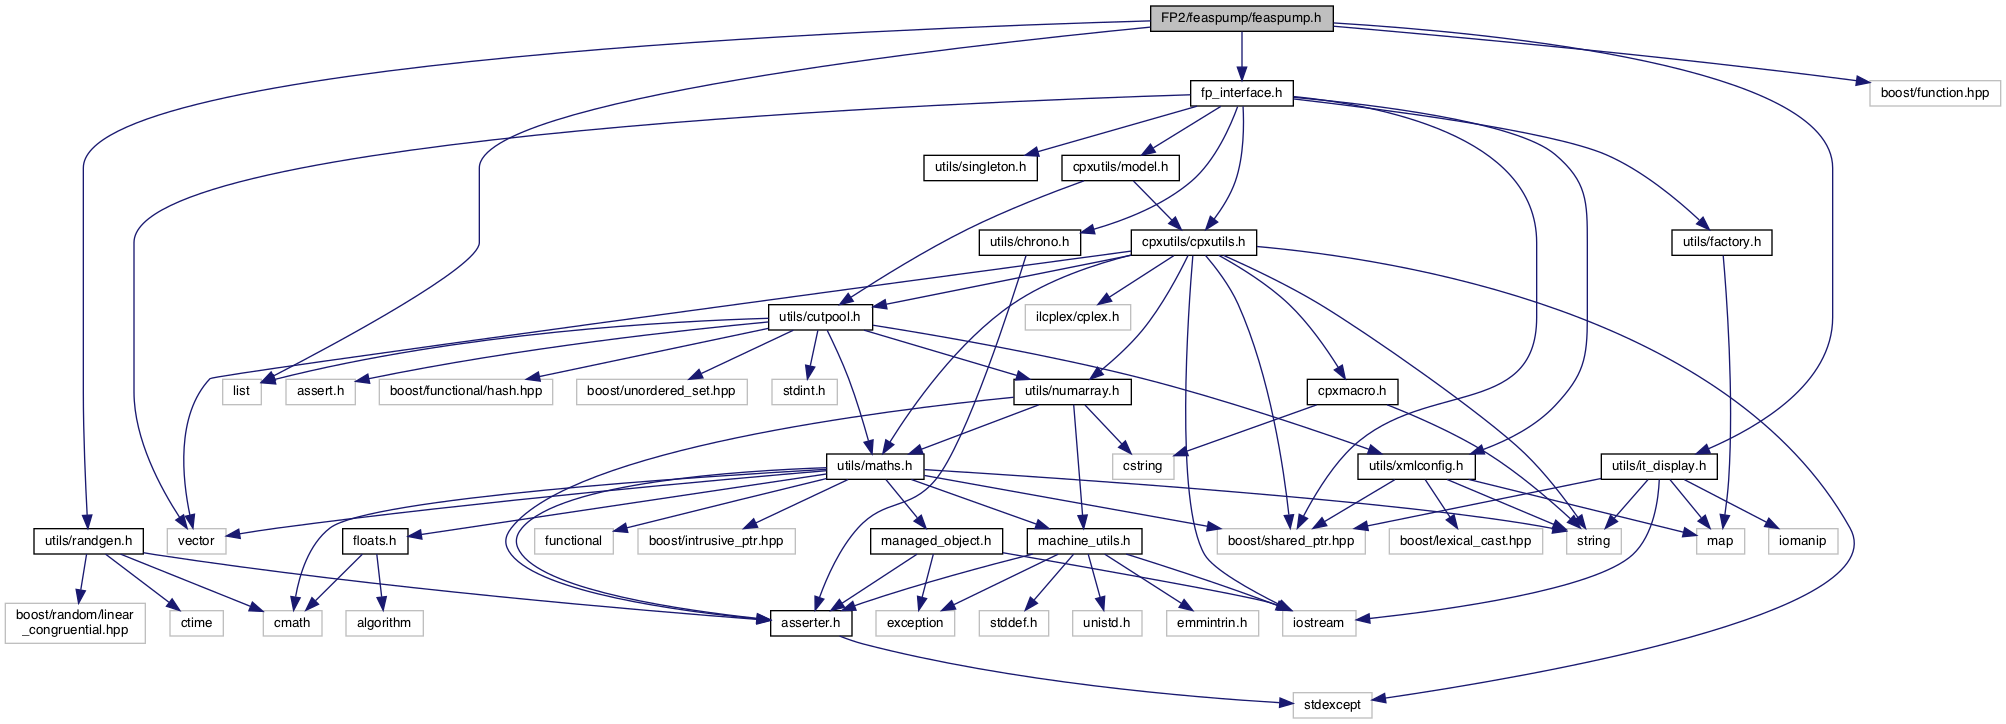 FP2/feaspump/feaspump.h
fp_interface.h
boost/function.hpp
utils/singleton.h
cpxutils/model.h
utils/chrono.h
cpxutils/cpxutils.h
utils/factory.h
utils/cutpool.h
ilcplex/cplex.h
list
assert.h
boost/functional/hash.hpp
boost/unordered_set.hpp
stdint.h
utils/numarray.h
cpxmacro.h
utils/maths.h
cstring
utils/xmlconfig.h
utils/it_display.h
utils/randgen.h
vector
floats.h
functional
boost/intrusive_ptr.hpp
managed_object.h
machine_utils.h
boost/shared_ptr.hpp
boost/lexical_cast.hpp
string
map
iomanip
boost/random/linear
_congruential.hpp
ctime
cmath
algorithm
asserter.h
exception
stddef.h
unistd.h
emmintrin.h
iostream
stdexcept